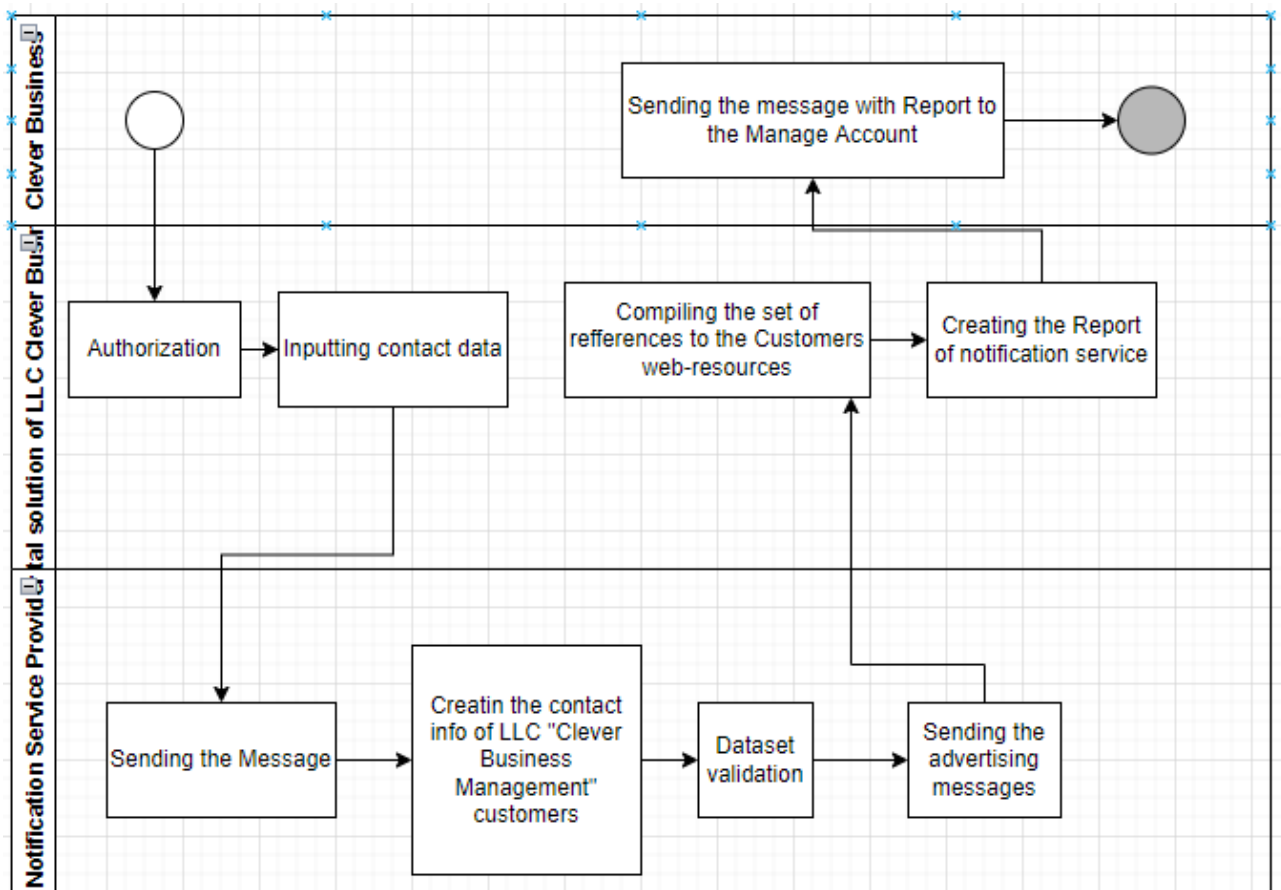 Clever Business
Sending the message with Report to
the Manage Account
tal solution of LLC Clever Busin
Authorization
Inputting contact data
Compiling the set of
refferences to the Customers
web-resources
Creating the Report
of notification service
Notification Service Provid
Sending the Message
Creatin the contact
info of LLC "Clever
Business
Management"
customers
Dataset
validation
Sending the
advertising
messages